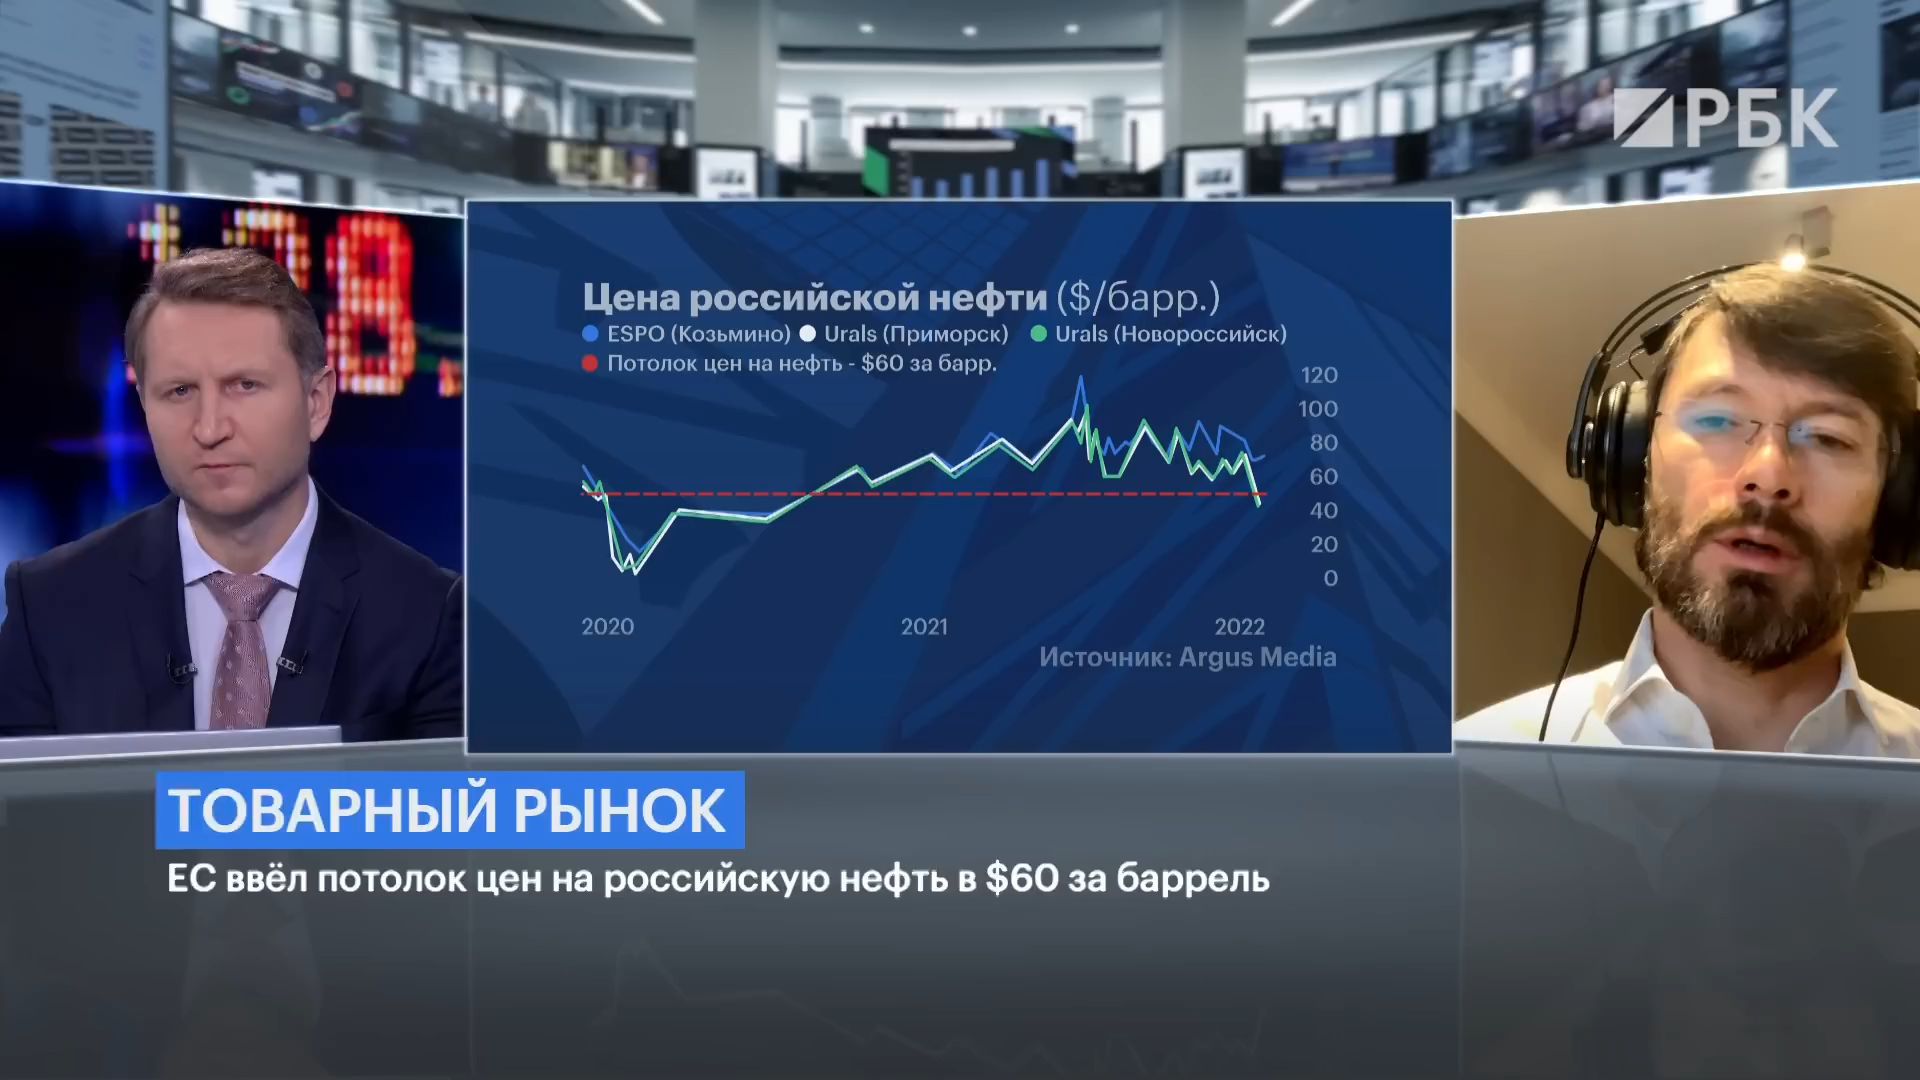 РБК
Цена российской нефти ($/барр.)
ESPO (Козьмино) Urals (Приморск) Urals (Новороссийск)
Потолок цен на нефть - $60 за барр.
120
100
80
60
40
20
0
2020 2021 2022
Источник: Argus Media
ТОВАРНЫЙ РЫНОК
ЕС ввёл потолок цен на российскую нефть в $60 за баррель